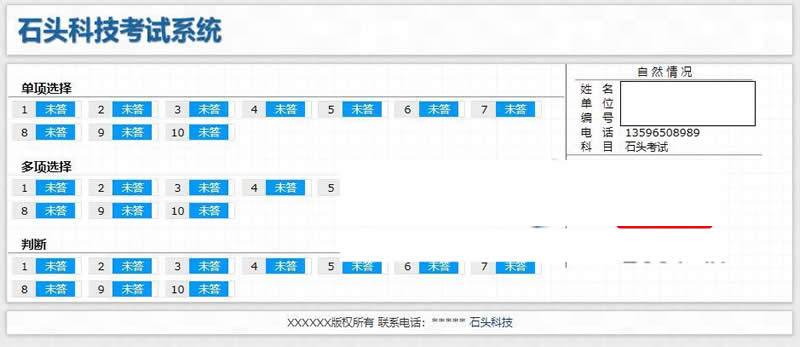 石头科技考试系统
单项选择
1 未答 2 未答 3 未答 4 未答 5 未答 6 未答 7 未答
8 未答 9 未答 10 未答
多项选择
1 未答 2 未答 3 未答 4 未答 5
8 未答 9 未答 10 未答
判断
1 未答 2 未答 3 未答 4 未答 5 未答 6 未答 7 未答
8 未答 9 未答 10 未答
自然情况
姓 名
单 位
编 号
电 话 13596508989
科 目 石头考试
XXXXXX版权所有 联系电话：***** 石头科技